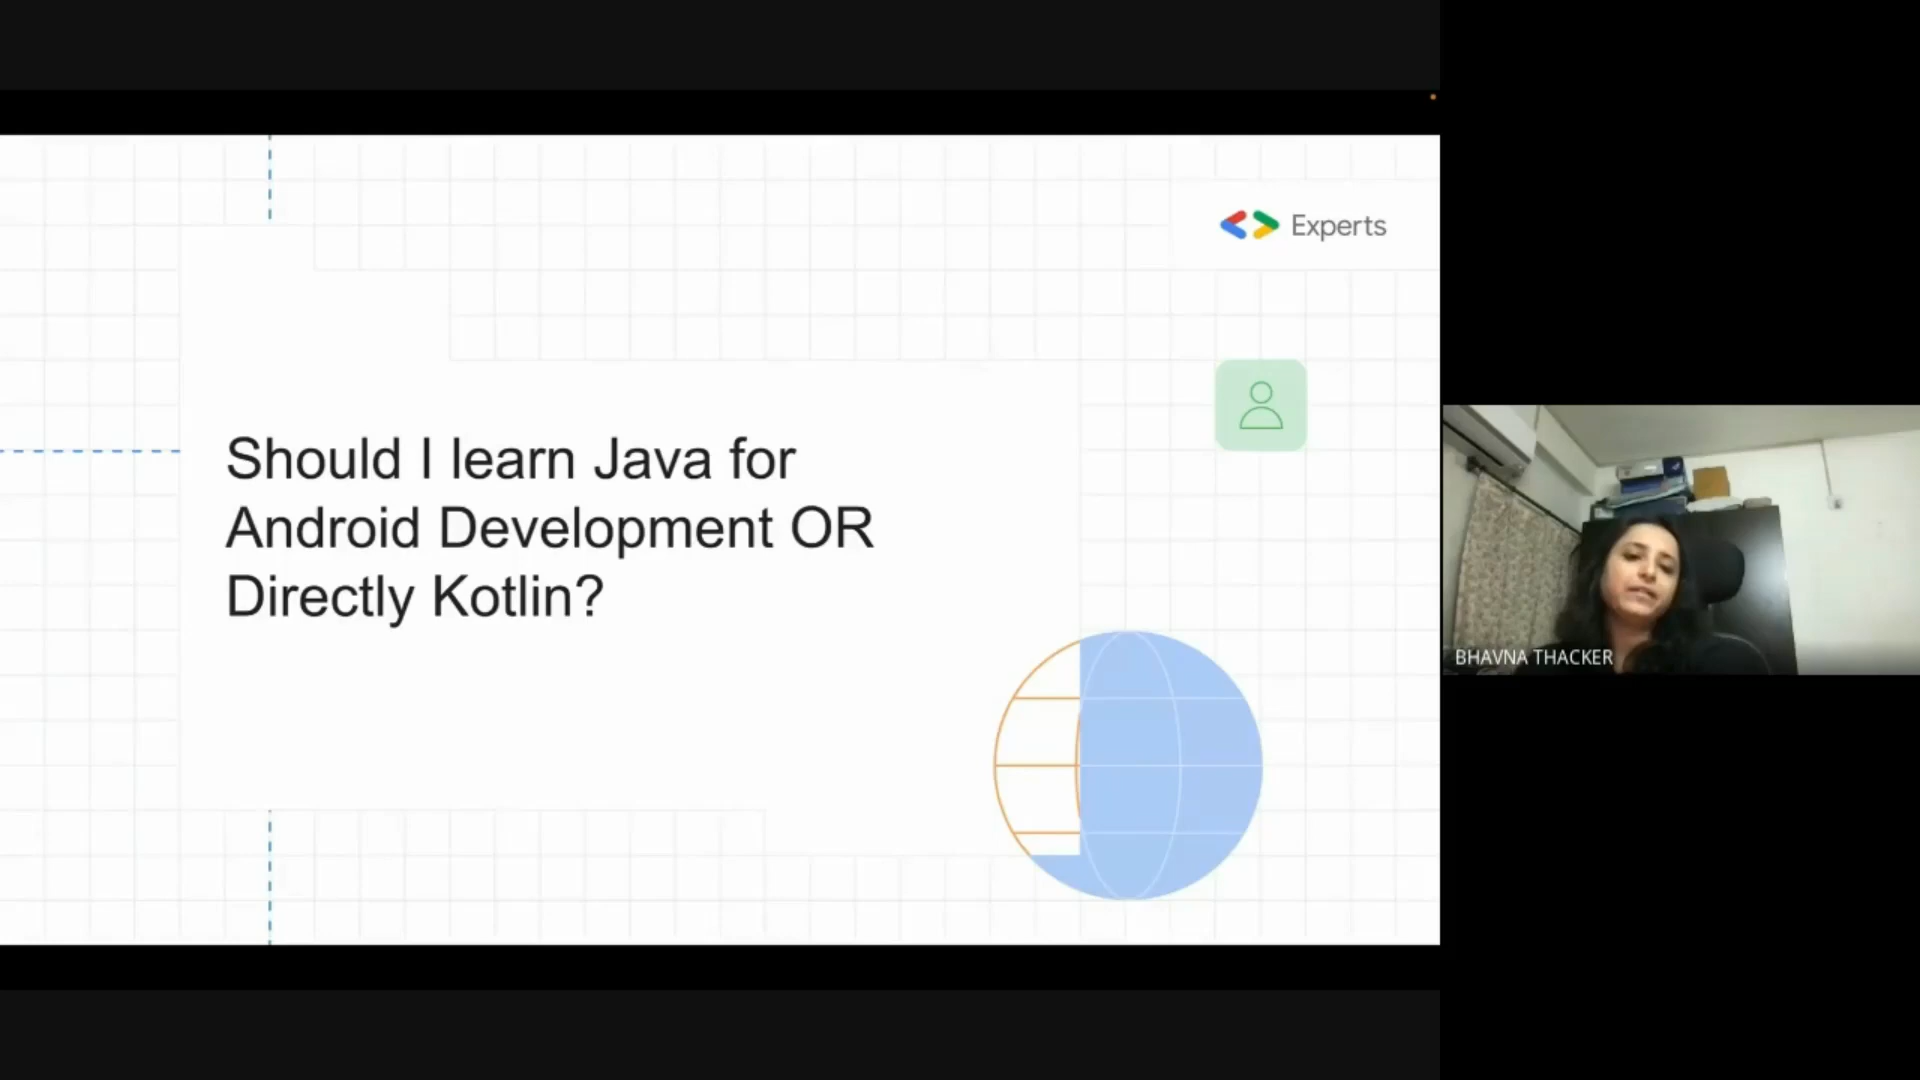 Experts
Should I learn Java for
Android Development OR
Directly Kotlin?
BHAVNA THACKER